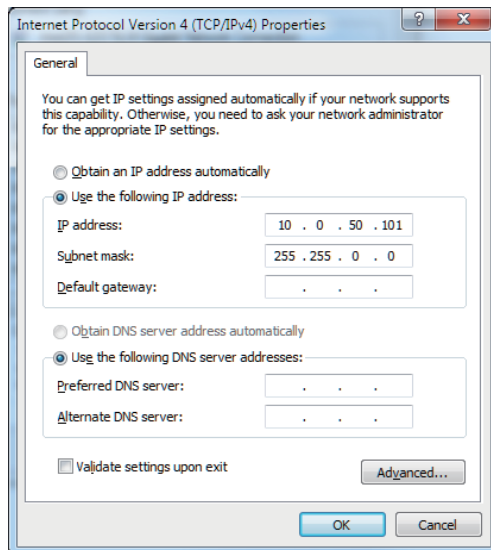 Internet Protocol Version 4 (TCP/IPv4) Properties
?
General
You can get IP settings assigned automatically if your network supports
this capability. Otherwise, you need to ask your network administrator
for the appropriate IP settings.
Obtain an IP address automatically
Use the following IP address:
IP address: 10 . 0 . 50 . 101
Subnet mask: 255 . 255 . 0 . 0
Default gateway: . . .
Obtain DNS server address automatically
Use the following DNS server addresses:
Preferred DNS server: . . .
Alternate DNS server: . . .
Validate settings upon exit
Advanced...
OK Cancel